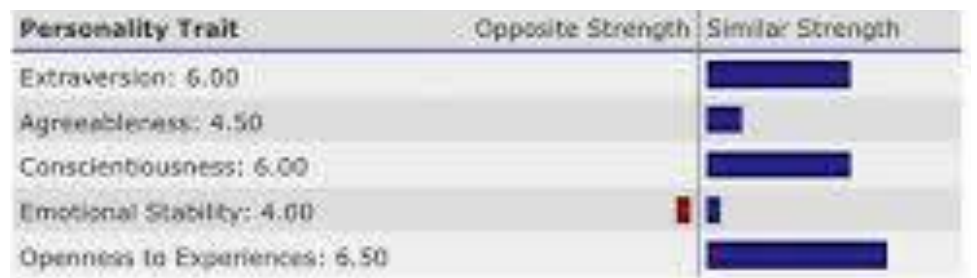 Personality Trait Opposite Strength Similar Strength
Extraversion: 6.00
Agreeableness: 4.50
Conscientiousness: 6.00
Emotional Stability: 4.00
Openness to Experiences: 6.50